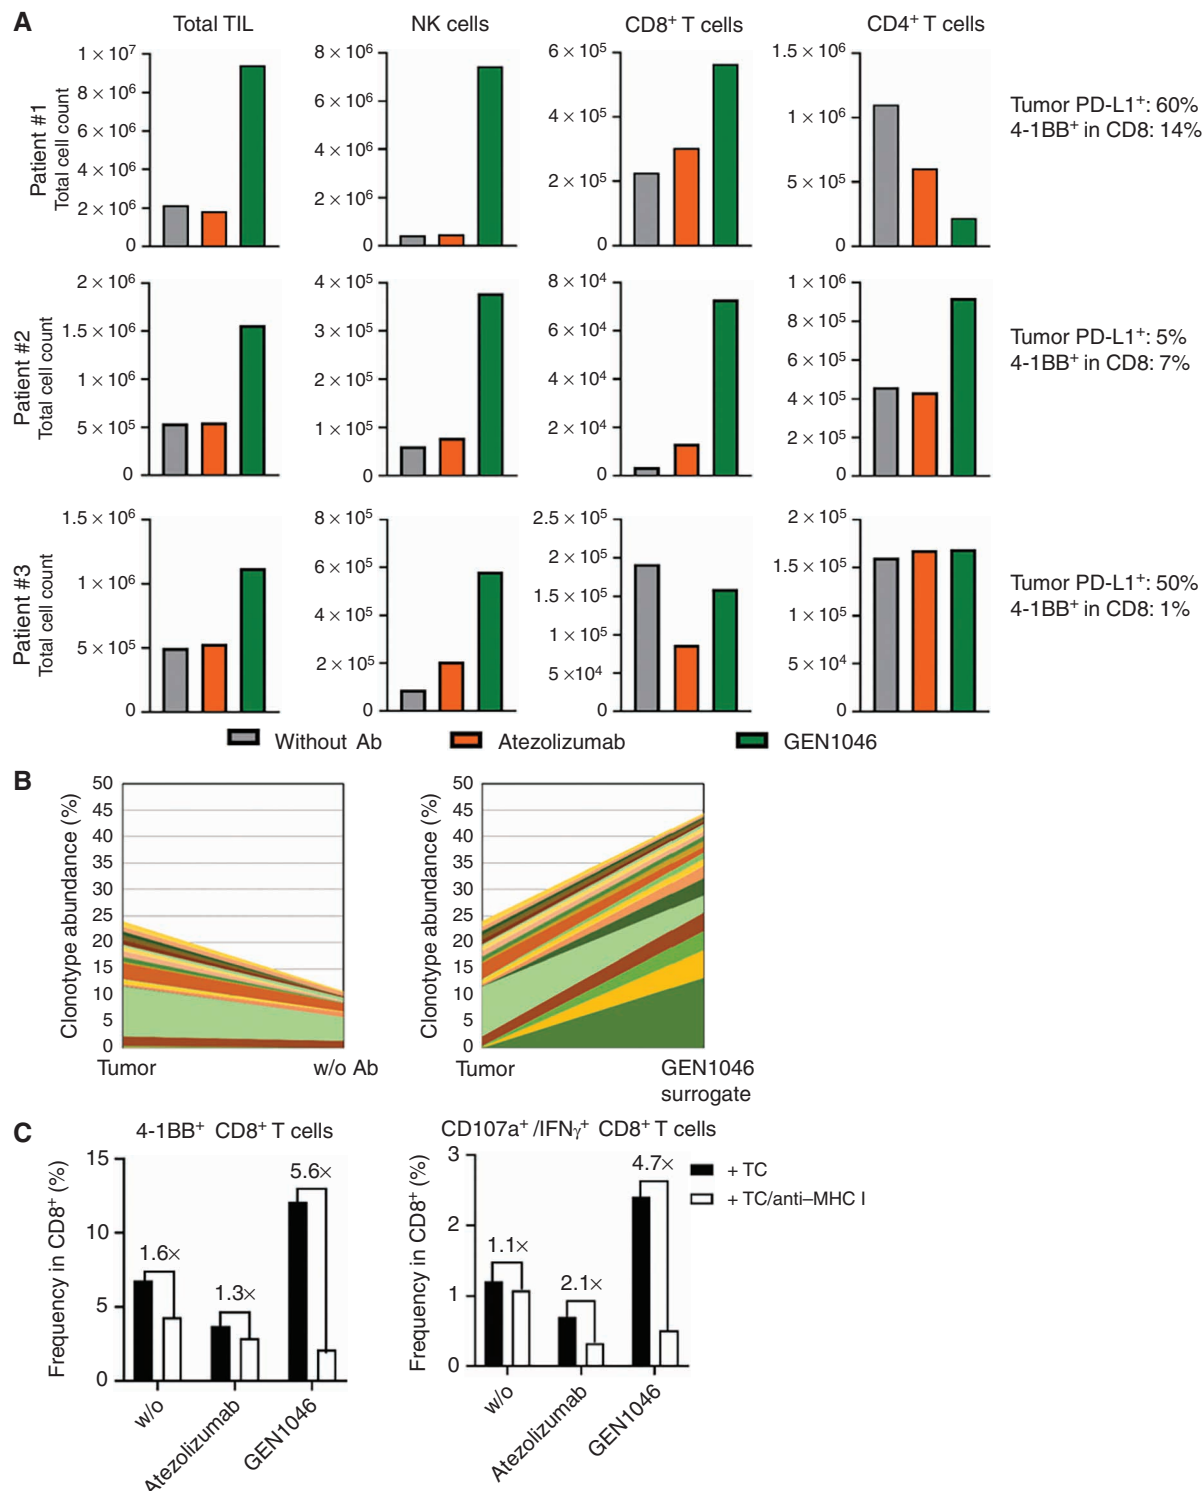 A
Total TIL
NK cells
CD8⁺ T cells
CD4⁺ T cells
Patient #1
Total cell count
1 × 10⁷
8 × 10⁶
6 × 10⁶
4 × 10⁶
2 × 10⁶
0
8 × 10⁶
6 × 10⁶
4 × 10⁶
2 × 10⁶
0
6 × 10⁵
4 × 10⁵
2 × 10⁵
0
1.5 × 10⁶
1 × 10⁶
5 × 10⁵
0
Tumor PD-L1⁺: 60%
4-1BB⁺ in CD8: 14%
Patient #2
Total cell count
2 × 10⁶
1.5 × 10⁶
1 × 10⁶
5 × 10⁵
0
4 × 10⁵
3 × 10⁵
2 × 10⁵
1 × 10⁵
0
8 × 10⁴
6 × 10⁴
4 × 10⁴
2 × 10⁴
0
1 × 10⁶
8 × 10⁵
6 × 10⁵
4 × 10⁵
2 × 10⁵
0
Tumor PD-L1⁺: 5%
4-1BB⁺ in CD8: 7%
Patient #3
Total cell count
1.5 × 10⁶
1 × 10⁶
5 × 10⁵
0
8 × 10⁵
6 × 10⁵
4 × 10⁵
2 × 10⁵
0
2.5 × 10⁵
2 × 10⁵
1.5 × 10⁵
1 × 10⁵
5 ×10⁴
0
2 × 10⁵
1.5 × 10⁵
1 × 10⁵
5 × 10⁴
0
Tumor PD-L1⁺: 50%
4-1BB⁺ in CD8: 1%
Without Ab
Atezolizumab
GEN1046
B
Clonotype abundance (%)
50
45
40
35
30
25
20
15
10
5
0
Tumor
w/o Ab
Clonotype abundance (%)
50
45
40
35
30
25
20
15
10
5
0
Tumor
GEN1046
surrogate
C
4-1BB⁺ CD8⁺ T cells
Frequency in CD8⁺ (%)
15
10
5
0
1.6×
1.3×
5.6×
w/o
Atezolizumab
GEN1046
CD107a⁺ /IFNγ⁺ CD8⁺ T cells
Frequency in CD8⁺ (%)
3
2
1
0
1.1×
2.1×
4.7×
w/o
Atezolizumab
GEN1046
+ TC
+ TC/anti–MHC I